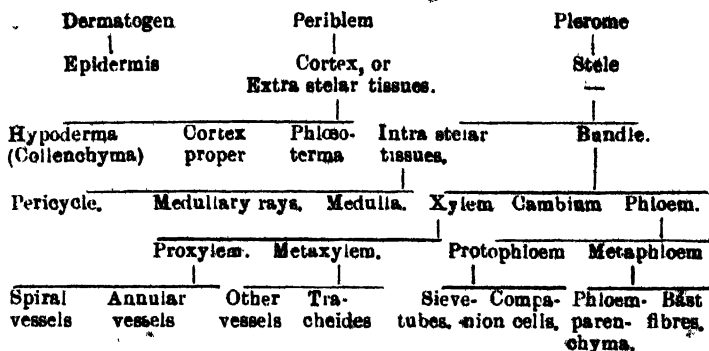 Dermatogen Periblem Plerome
Epidermis Cortex, or Stele
Extra stelar tissues.
Hypoderma Cortex Phlœo- Intra stelar Bundle.
(Collenchyma) proper terma tissues.
Pericycle. Medullary rays. Medulla. Xylem Cambium Phloem.
Proxylem. Metaxylem. Protophloem Metaphloem
Spiral Annular Other Tra- Sieve- Compa- Phloem- Bast
vessels vessels vessels cheides tubes. nion cells. paren- fibres.
chyma.